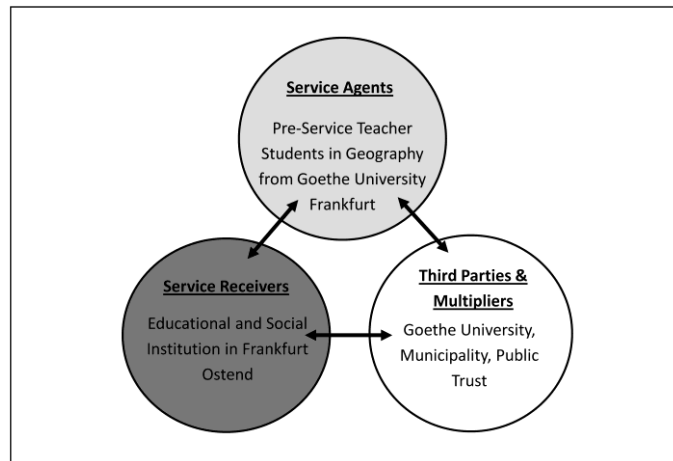 Service Agents
Pre-Service Teacher
Students in Geography
from Goethe University
Frankfurt
Service Receivers
Educational and Social
Institution in Frankfurt
Ostend
Third Parties &
Multipliers
Goethe University,
Municipality, Public
Trust